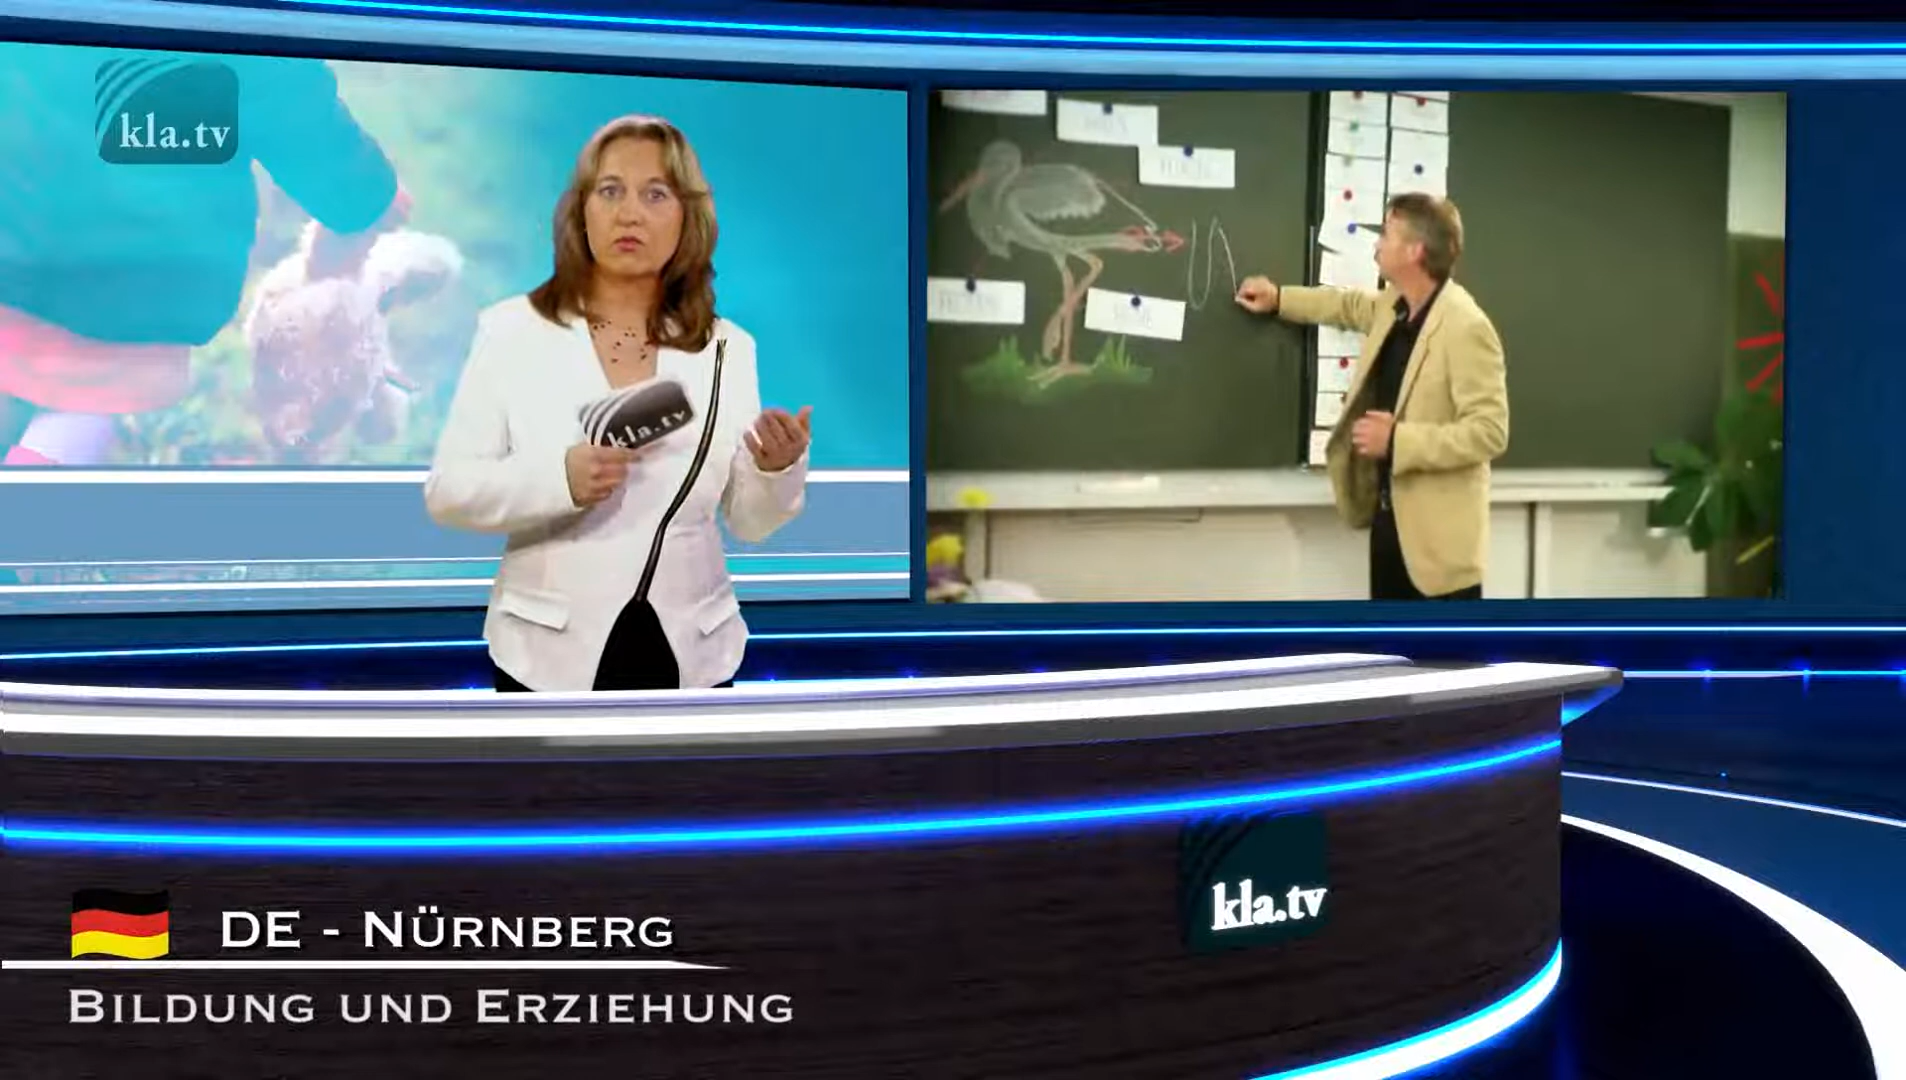 kla.tv
kla.tv
kla.tv
DE - NÜRNBERG
BILDUNG UND ERZIEHUNG